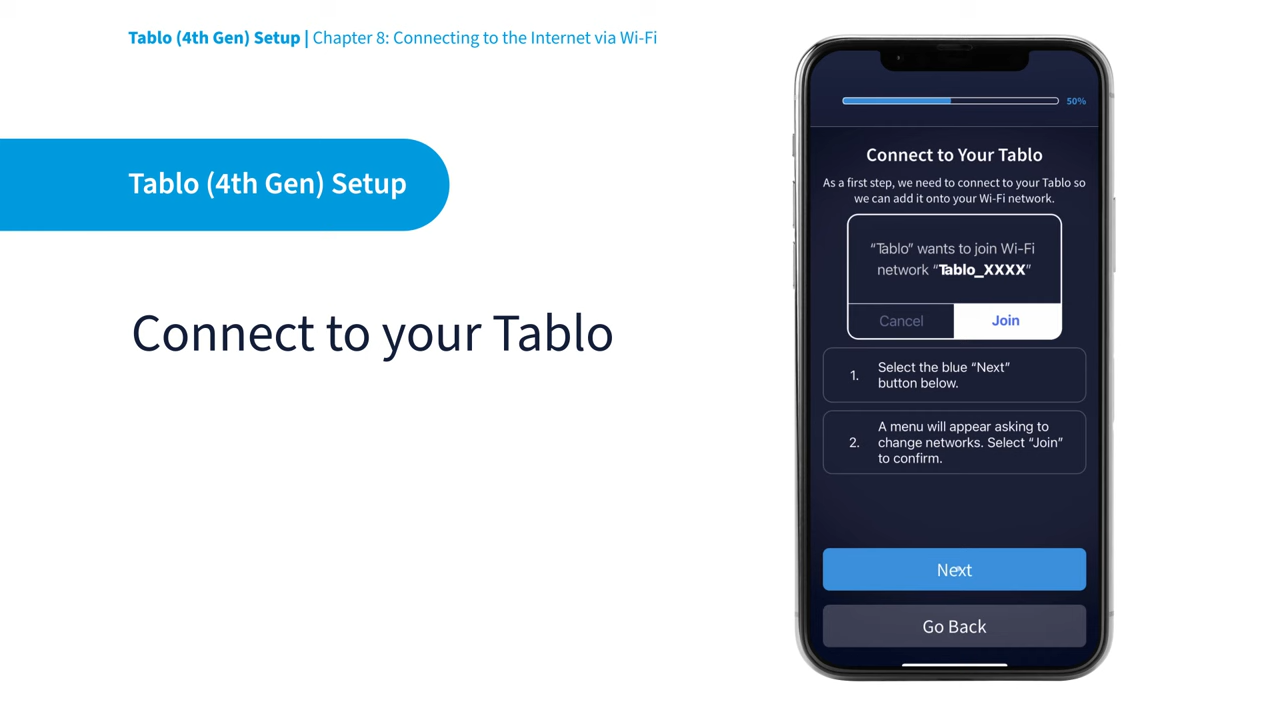 Tablo (4th Gen) Setup | Chapter 8: Connecting to the Internet via Wi-Fi
Tablo (4th Gen) Setup
Connect to your Tablo
50%
Connect to Your Tablo
As a first step, we need to connect to your Tablo so
we can add it onto your Wi-Fi network.
“Tablo” wants to join Wi-Fi
network “Tablo_XXXX”
Cancel
Join
1. Select the blue “Next”
button below.
2. A menu will appear asking to
change networks. Select “Join”
to confirm.
Next
Go Back